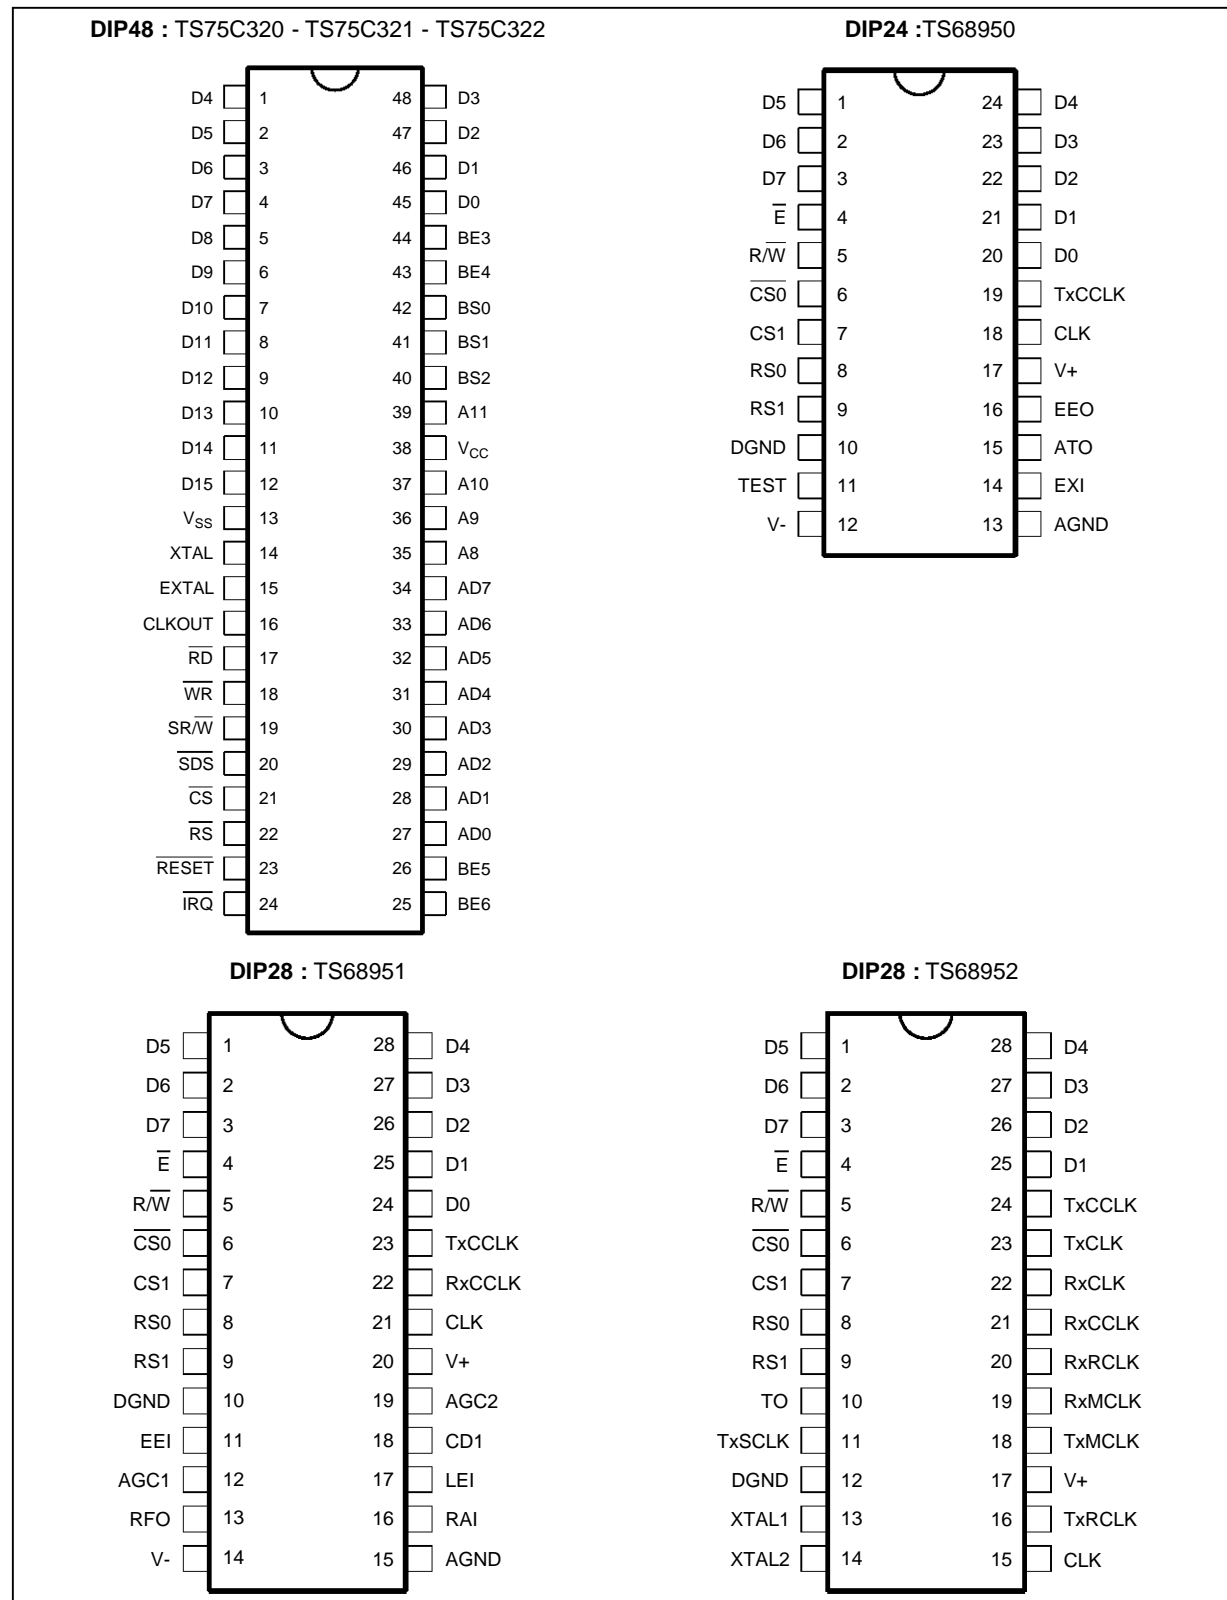 DIP48 : TS75C320 - TS75C321 - TS75C322
D4 1 48 D3
D5 2 47 D2
D6 3 46 D1
D7 4 45 D0
D8 5 44 BE3
D9 6 43 BE4
D10 7 42 BS0
D11 8 41 BS1
D12 9 40 BS2
D13 10 39 A11
D14 11 38 VCC
D15 12 37 A10
VSS 13 36 A9
XTAL 14 35 A8
EXTAL 15 34 AD7
CLKOUT 16 33 AD6
R̅D̅ 17 32 AD5
W̅R̅ 18 31 AD4
SR/W̅ 19 30 AD3
S̅D̅S̅ 20 29 AD2
C̅S̅ 21 28 AD1
R̅S̅ 22 27 AD0
R̅E̅S̅E̅T̅ 23 26 BE5
I̅R̅Q̅ 24 25 BE6
DIP24 :TS68950
D5 1 24 D4
D6 2 23 D3
D7 3 22 D2
E̅ 4 21 D1
R/W̅ 5 20 D0
C̅S̅0̅ 6 19 TxCCLK
CS1 7 18 CLK
RS0 8 17 V+
RS1 9 16 EEO
DGND 10 15 ATO
TEST 11 14 EXI
V- 12 13 AGND
DIP28 : TS68951
D5 1 28 D4
D6 2 27 D3
D7 3 26 D2
E̅ 4 25 D1
R/W̅ 5 24 D0
C̅S̅0̅ 6 23 TxCCLK
CS1 7 22 RxCCLK
RS0 8 21 CLK
RS1 9 20 V+
DGND 10 19 AGC2
EEI 11 18 CD1
AGC1 12 17 LEI
RFO 13 16 RAI
V- 14 15 AGND
DIP28 : TS68952
D5 1 28 D4
D6 2 27 D3
D7 3 26 D2
E̅ 4 25 D1
R/W̅ 5 24 TxCCLK
C̅S̅0̅ 6 23 TxCLK
CS1 7 22 RxCLK
RS0 8 21 RxCCLK
RS1 9 20 RxRCLK
TO 10 19 RxMCLK
TxSCLK 11 18 TxMCLK
DGND 12 17 V+
XTAL1 13 16 TxRCLK
XTAL2 14 15 CLK